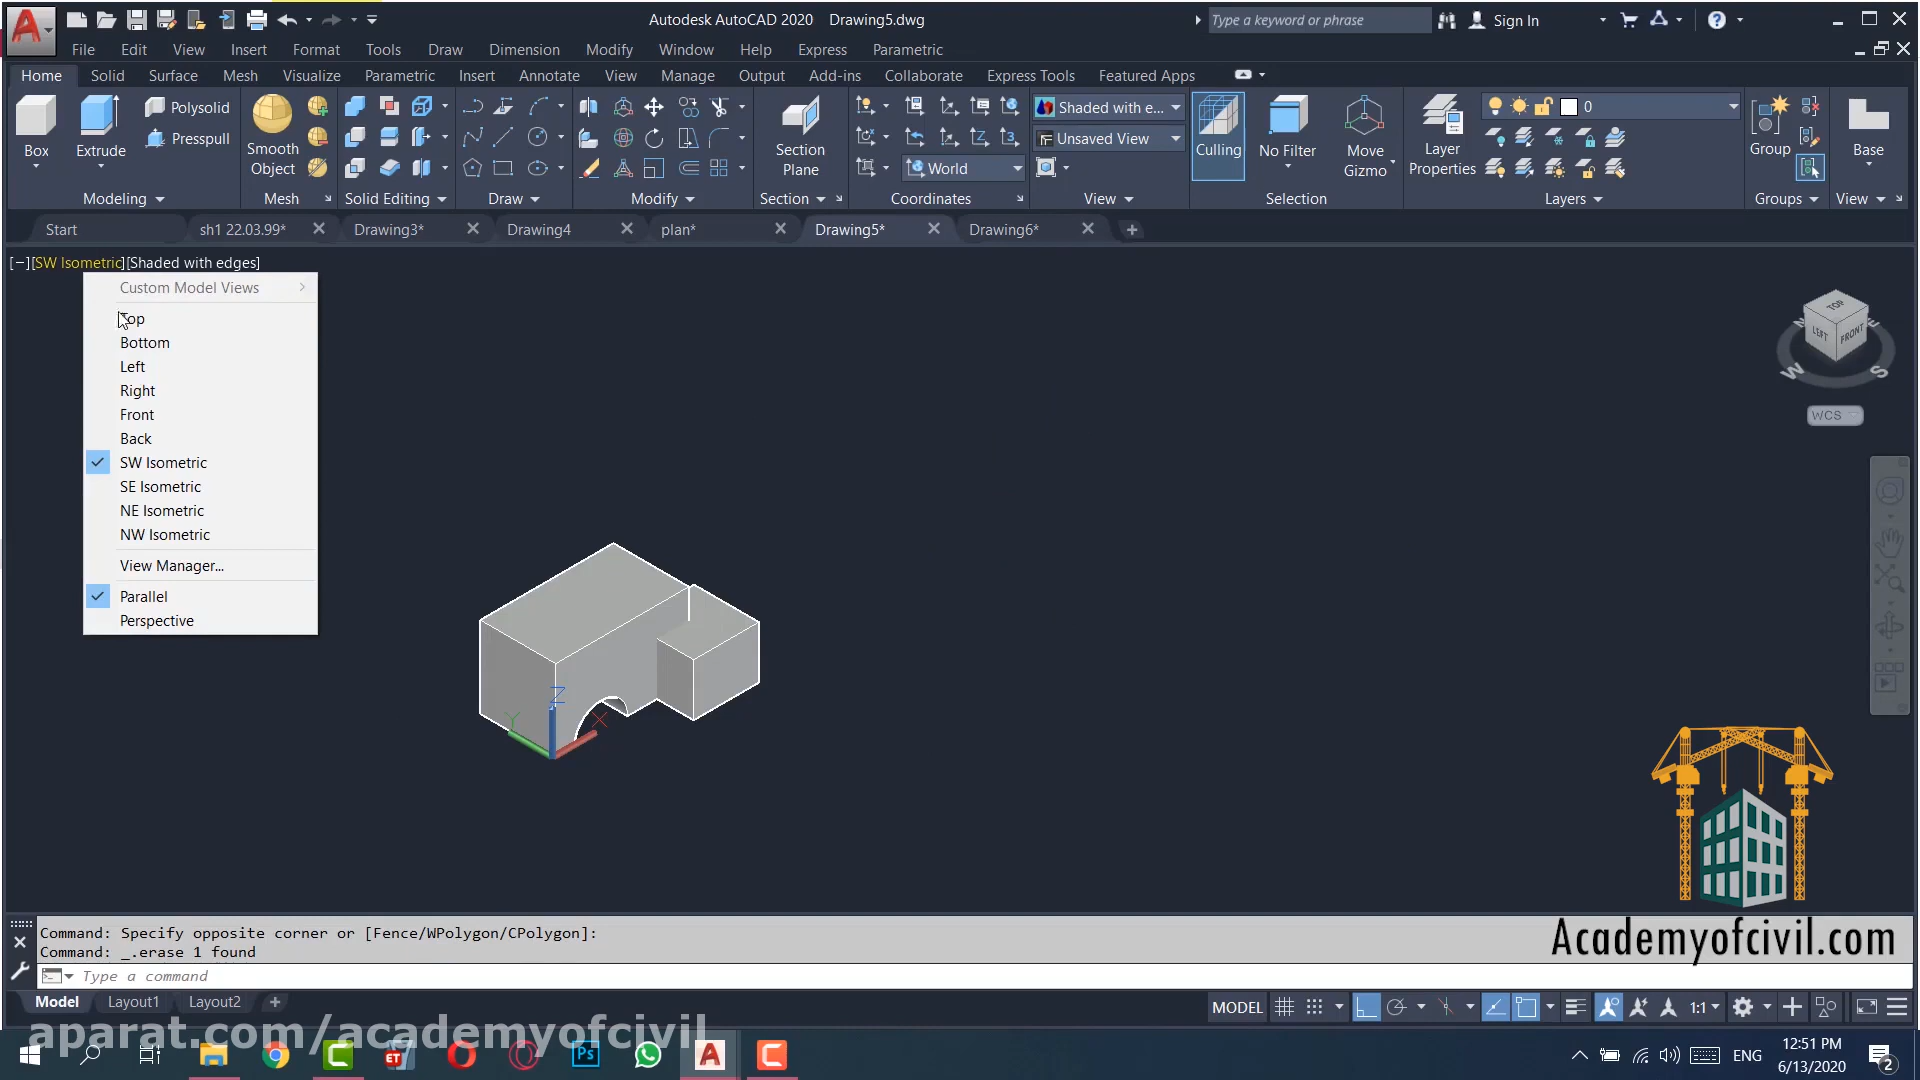 Autodesk AutoCAD 2020 Drawing5.dwg
Type a keyword or phrase
Sign In
File Edit View Insert Format Tools Draw Dimension Modify Window Help Express Parametric
Home Solid Surface Mesh Visualize Parametric Insert Annotate View Manage Output Add-ins Collaborate Express Tools Featured Apps
Box
Extrude
Polysolid
Presspull
Smooth Object
Section Plane
World
Shaded with e...
Unsaved View
Culling
No Filter
Move Gizmo
Layer Properties
0
Group
Base
Modeling Mesh Solid Editing Draw Modify Section Coordinates View Selection Layers Groups View
Start sh1 22.03.99* Drawing3* Drawing4 plan* Drawing5* Drawing6*
[−][SW Isometric][Shaded with edges]
Custom Model Views
Top
Bottom
Left
Right
Front
Back
SW Isometric
SE Isometric
NE Isometric
NW Isometric
View Manager...
Parallel
Perspective
TOP
LEFT FRONT
W S
WCS
Z
Y X
Command: Specify opposite corner or [Fence/WPolygon/CPolygon]:
Command: _.erase 1 found
Type a command
Academyofcivil.com
Model Layout1 Layout2
MODEL 1:1
aparat.com/academyofcivil
ET
Ps
ENG
12:51 PM
6/13/2020
2